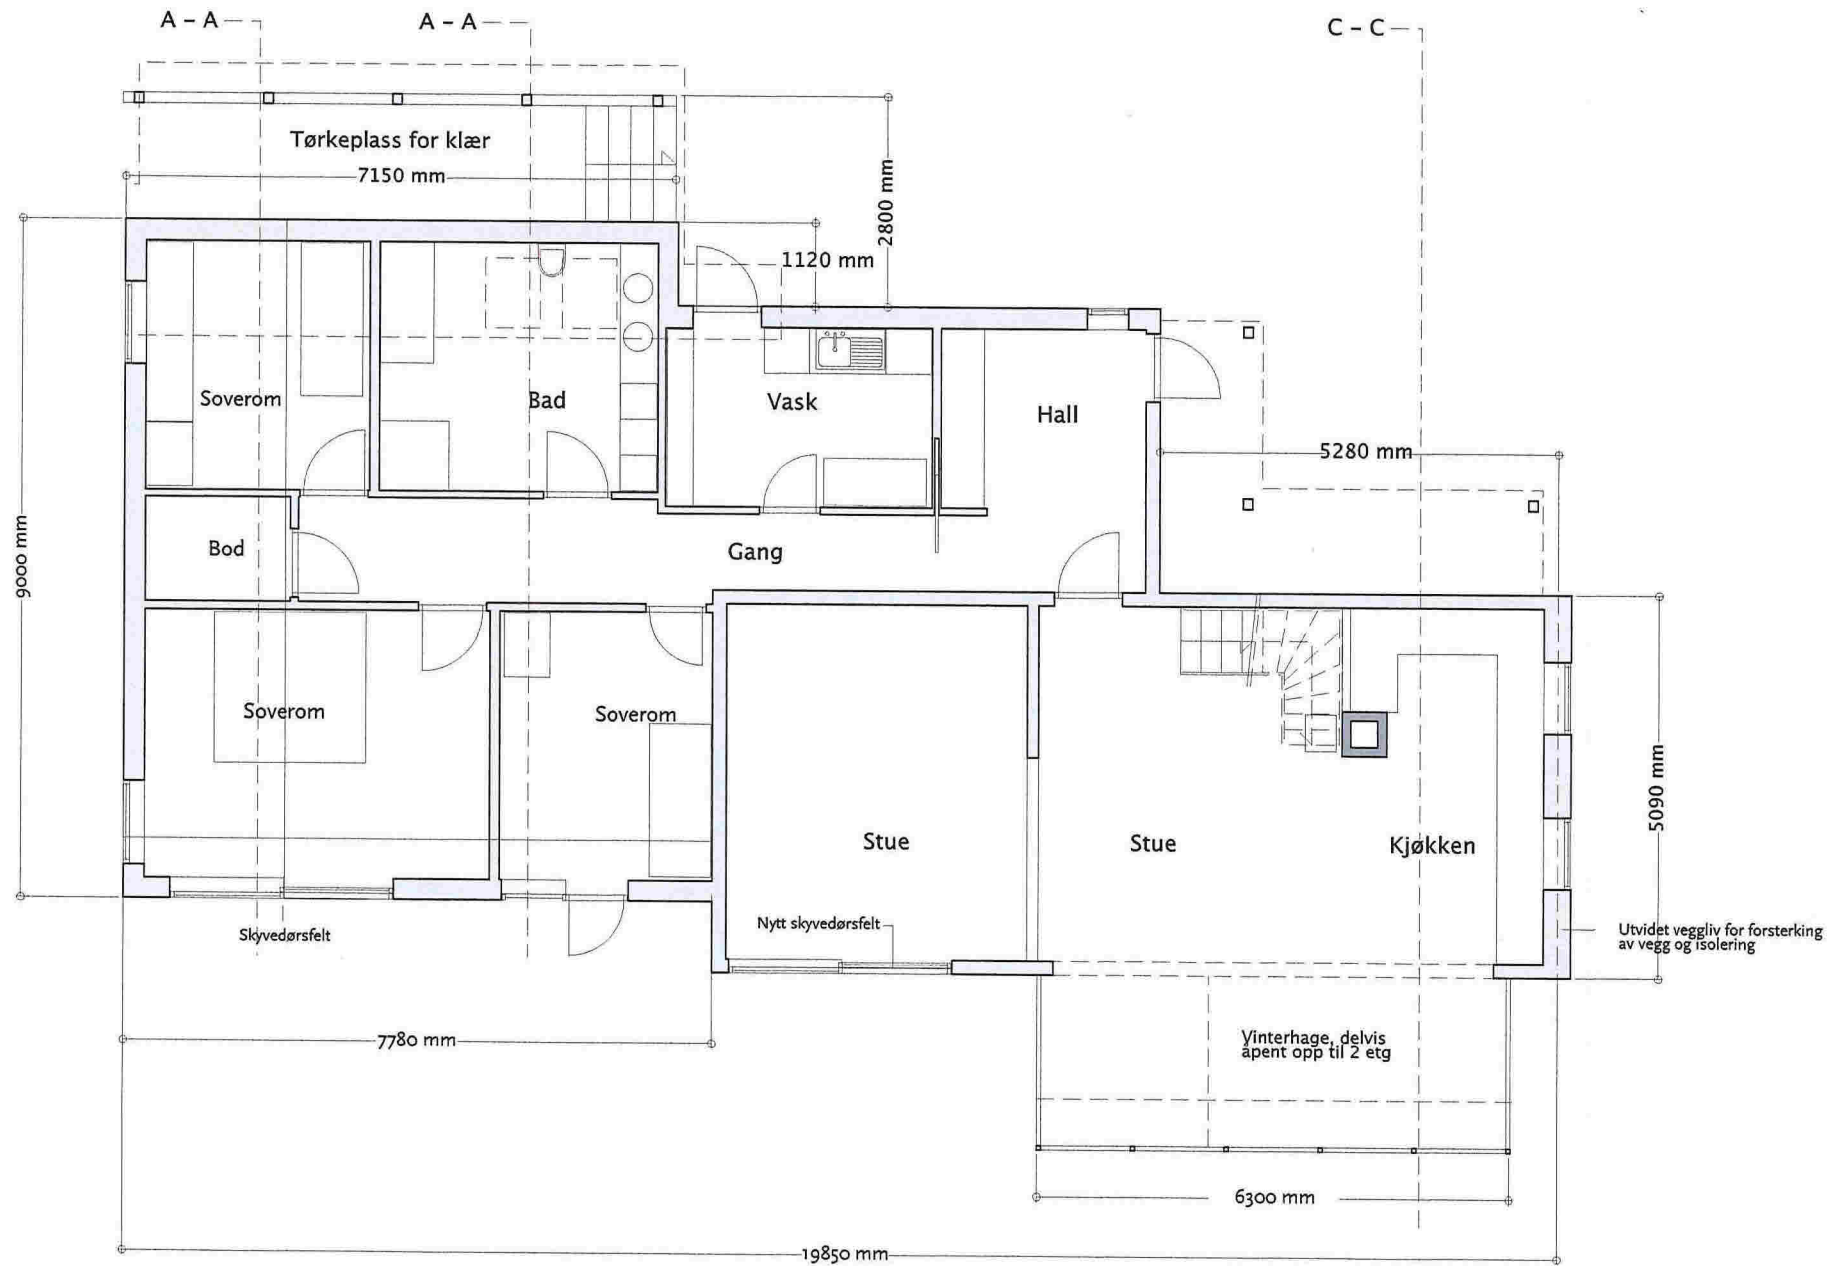 A – A
A – A
C – C
Tørkeplass for klær
7150 mm
2800 mm
1120 mm
Soverom
Bad
Vask
Hall
5280 mm
9000 mm
Bod
Gang
Soverom
Soverom
Stue
Stue
Kjøkken
5090 mm
Skyvedørsfelt
Nytt skyvedørsfelt
Utvidet veggliv for forsterking
av vegg og isolering
7780 mm
Vinterhage, delvis
åpent opp til 2 etg
6300 mm
19850 mm